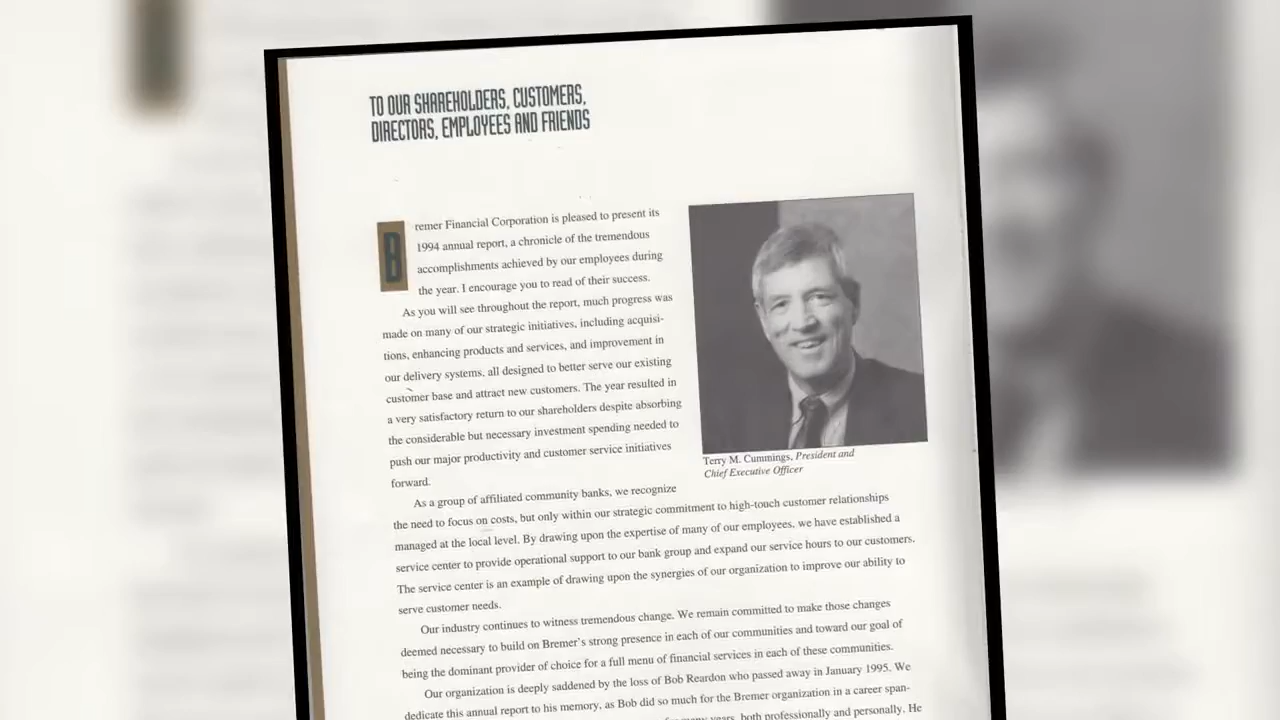 TO OUR SHAREHOLDERS, CUSTOMERS,
DIRECTORS, EMPLOYEES AND FRIENDS
Bremer Financial Corporation is pleased to present its
1994 annual report, a chronicle of the tremendous
accomplishments achieved by our employees during
the year. I encourage you to read of their success.
As you will see throughout the report, much progress was
made on many of our strategic initiatives, including acquisi-
tions, enhancing products and services, and improvement in
our delivery systems, all designed to better serve our existing
customer base and attract new customers. The year resulted in
a very satisfactory return to our shareholders despite absorbing
the considerable but necessary investment spending needed to
push our major productivity and customer service initiatives
forward.
Terry M. Cummings, President and
Chief Executive Officer
As a group of affiliated community banks, we recognize
the need to focus on costs, but only within our strategic commitment to high-touch customer relationships
managed at the local level. By drawing upon the expertise of many of our employees, we have established a
service center to provide operational support to our bank group and expand our service hours to our customers.
The service center is an example of drawing upon the synergies of our organization to improve our ability to
serve customer needs.
Our industry continues to witness tremendous change. We remain committed to make those changes
deemed necessary to build on Bremer's strong presence in each of our communities and toward our goal of
being the dominant provider of choice for a full menu of financial services in each of these communities.
Our organization is deeply saddened by the loss of Bob Reardon who passed away in January 1995. We
dedicate this annual report to his memory, as Bob did so much for the Bremer organization in a career span-
many years, both professionally and personally. He